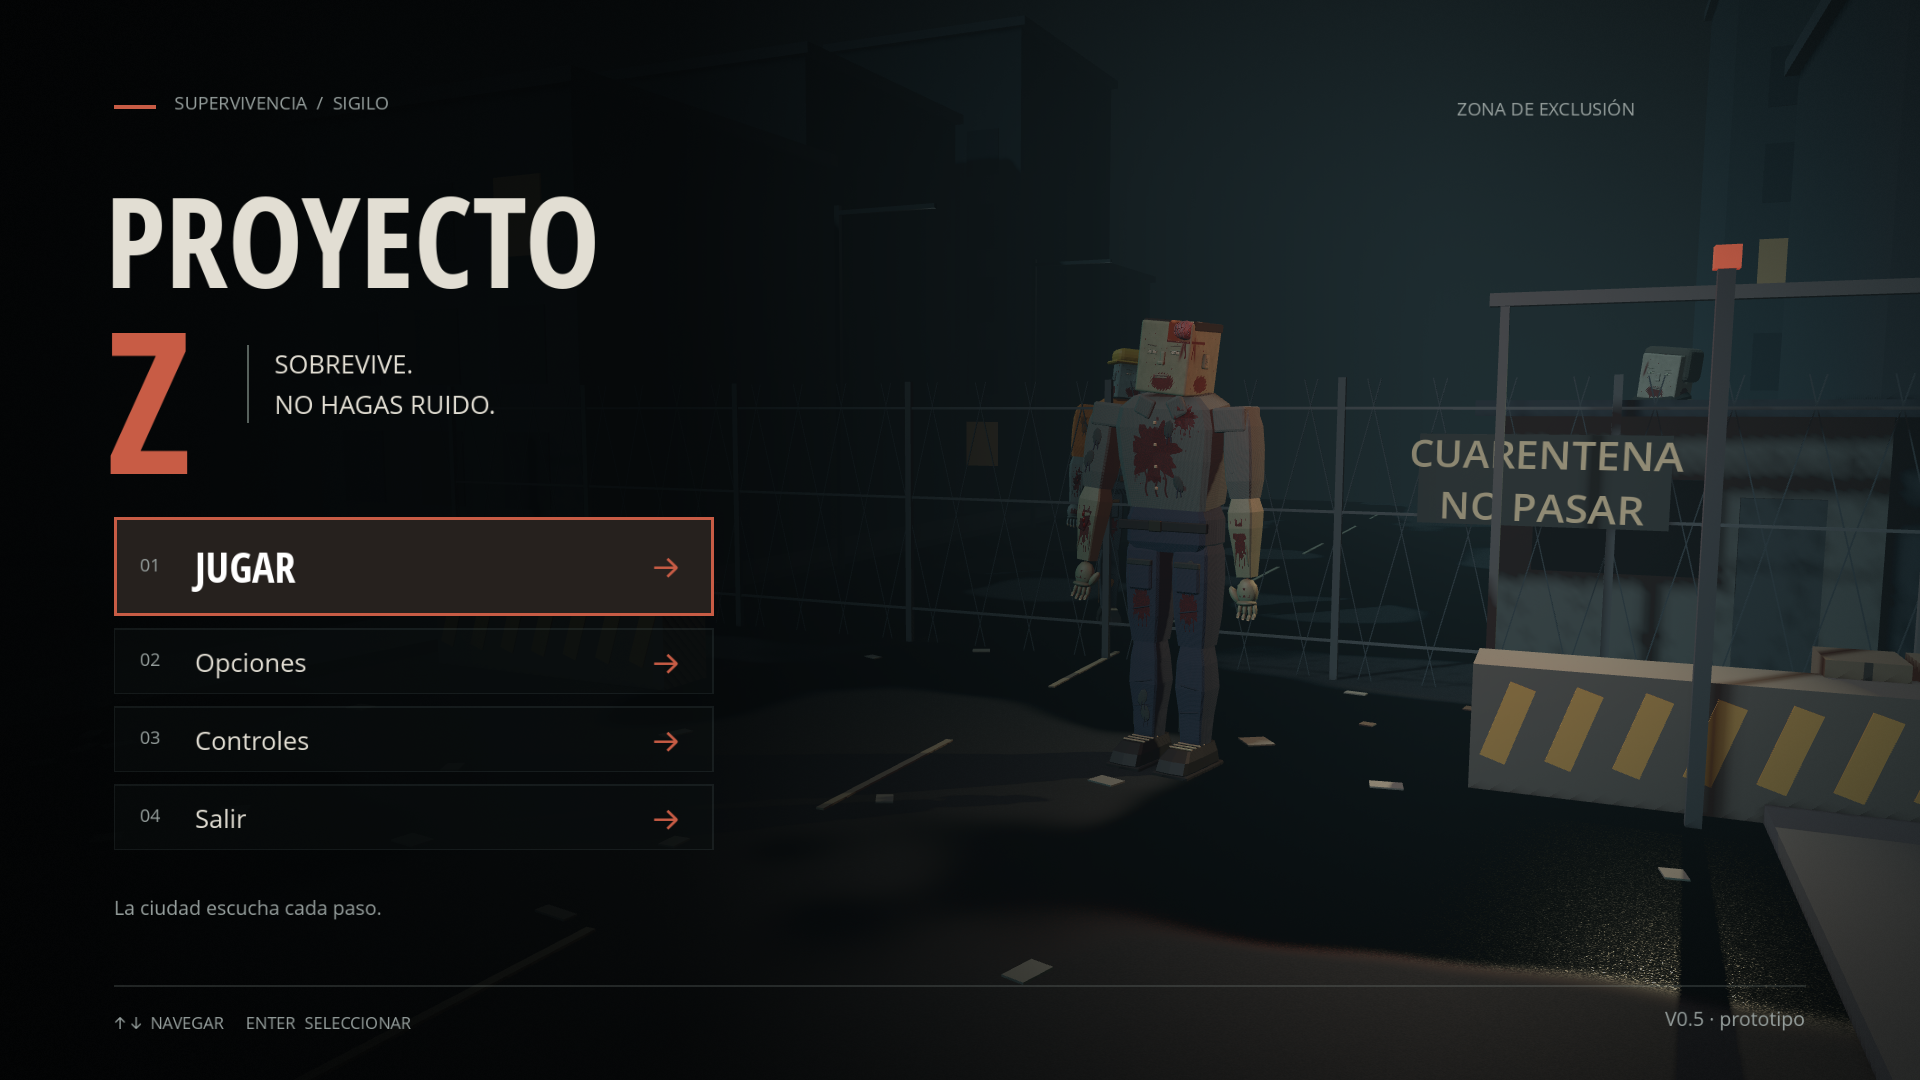 SUPERVIVENCIA / SIGILO
ZONA DE EXCLUSIÓN
PROYECTO
Z
SOBREVIVE.
NO HAGAS RUIDO.
CUARENTENA
NO PASAR
01 JUGAR →
02 Opciones →
03 Controles →
04 Salir →
La ciudad escucha cada paso.
↑↓ NAVEGAR ENTER SELECCIONAR
V0.5 · prototipo